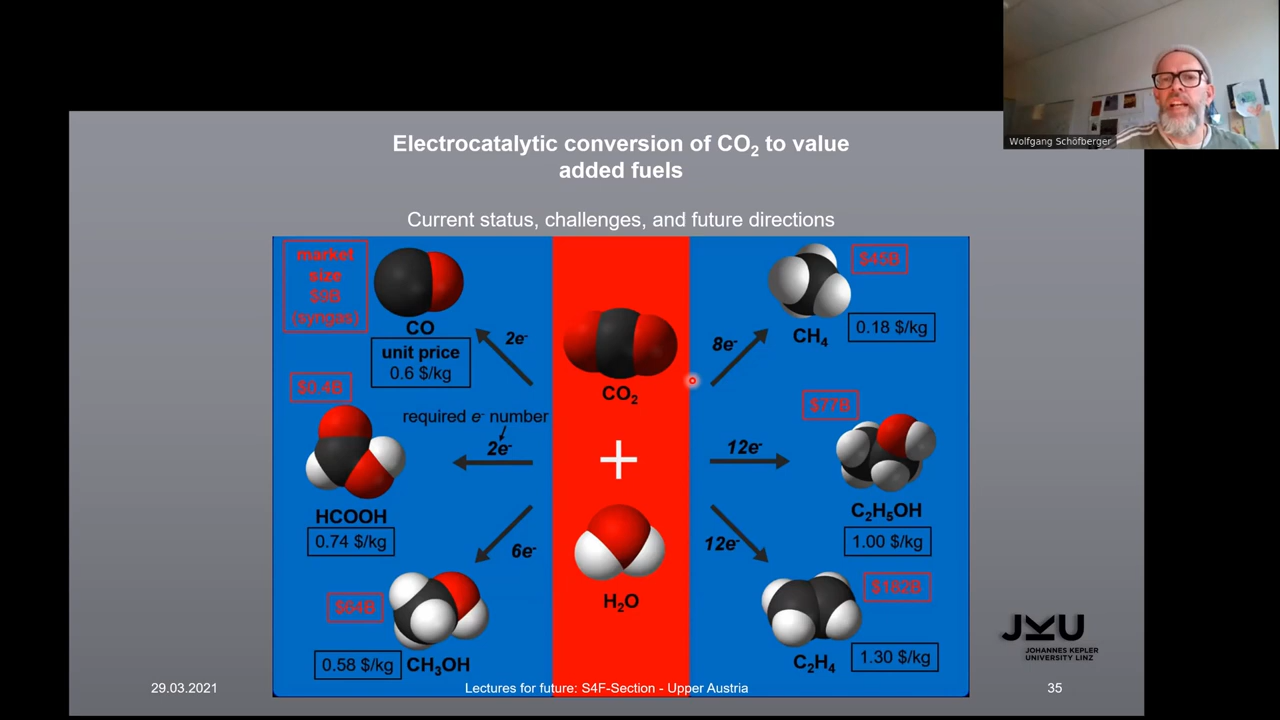 Wolfgang Schöfberger
Electrocatalytic conversion of CO₂ to value
added fuels
Current status, challenges, and future directions
market
size
$9B
(syngas)
CO
unit price
0.6 $/kg
2e⁻
CO₂
8e⁻
$45B
CH₄
0.18 $/kg
$0.4B
required e⁻ number
2e⁻
HCOOH
0.74 $/kg
+
12e⁻
$77B
C₂H₅OH
1.00 $/kg
6e⁻
$64B
0.58 $/kg CH₃OH
H₂O
12e⁻
$182B
C₂H₄
1.30 $/kg
JKU
JOHANNES KEPLER
UNIVERSITY LINZ
29.03.2021
Lectures for future: S4F-Section - Upper Austria
35